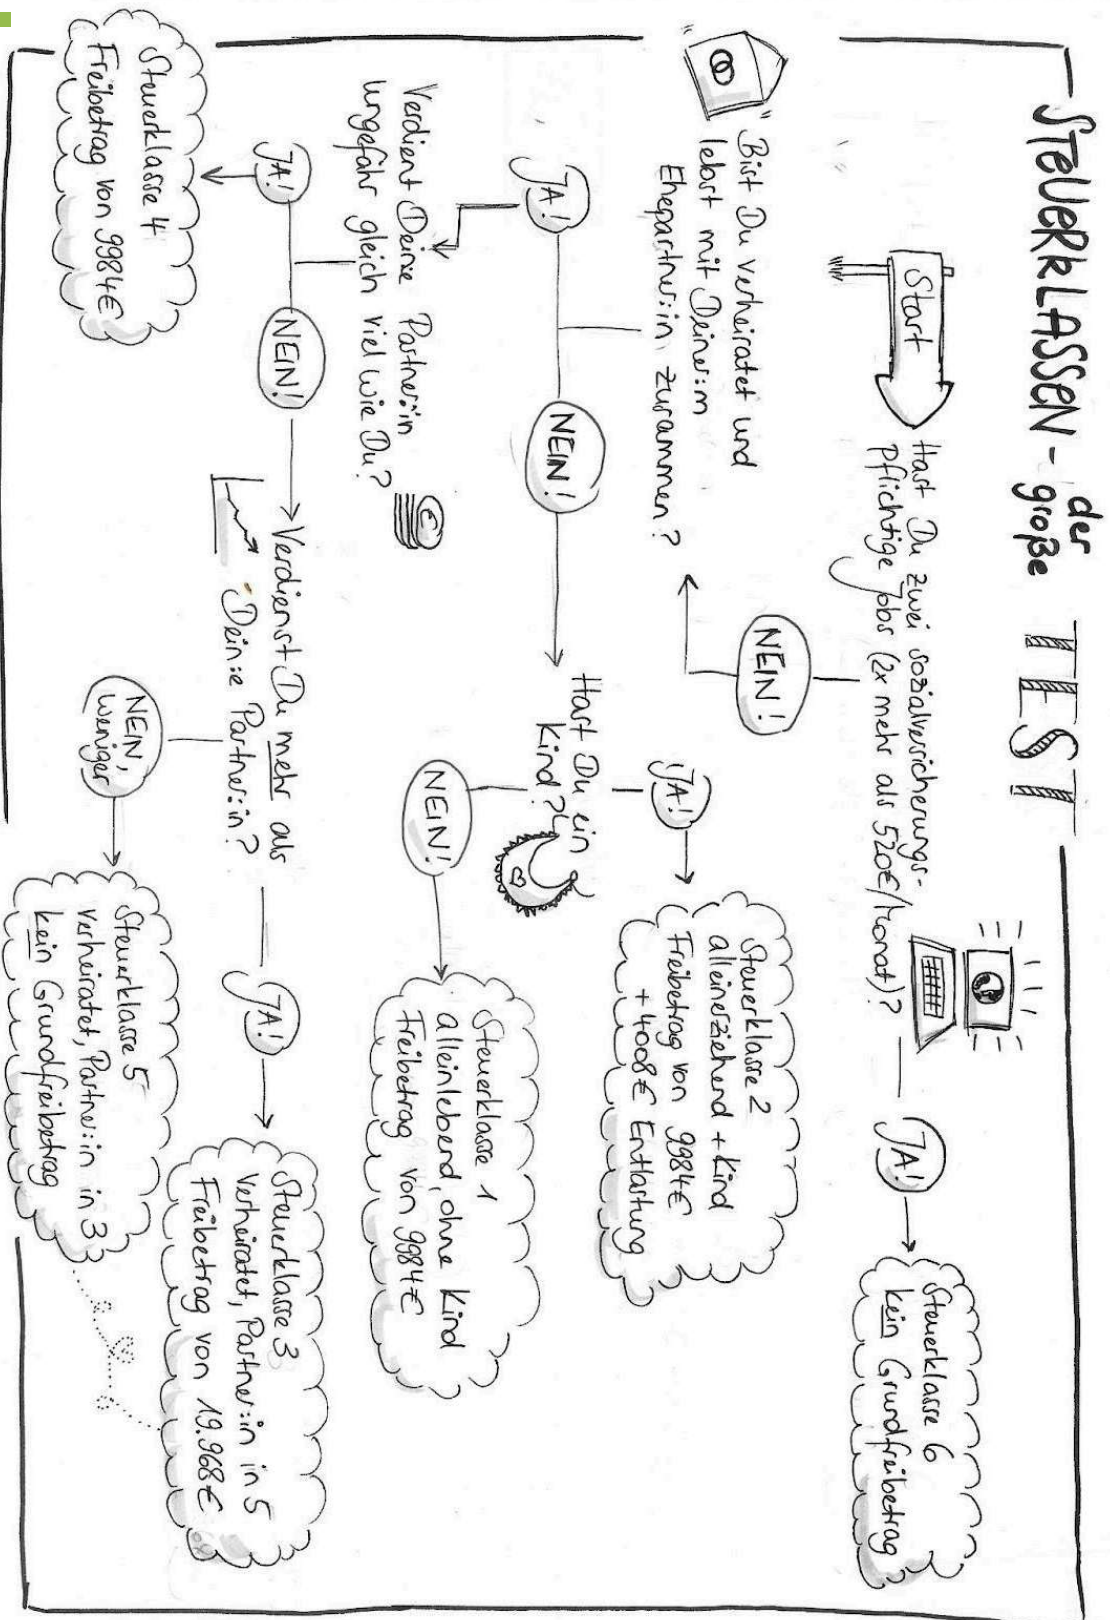 STEUERKLASSEN - der große TEST
Start
Hast Du zwei sozialversicherungs-
pflichtige Jobs (2x mehr als 520€/Monat)?
JA!
Steuerklasse 6
kein Grundfreibetrag
NEIN!
Bist Du verheiratet und
lebst mit Deiner:m
Ehepartner:in zusammen?
JA!
NEIN!
Hast Du ein
Kind?
JA!
Steuerklasse 2
alleinerziehend + Kind
Freibetrag von 9984€
+ 4008€ Entlastung
NEIN!
Steuerklasse 1
alleinlebend, ohne Kind
Freibetrag von 9984€
Verdient Deine Partner:in
ungefähr gleich viel wie Du?
€
JA!
Steuerklasse 4
Freibetrag von 9984€
NEIN!
Verdienst Du mehr als
Dein:e Partner:in?
JA!
Steuerklasse 3
Verheiratet, Partner:in in 5
Freibetrag von 19.968€
NEIN,
weniger
Steuerklasse 5
verheiratet, Partner:in in 3
kein Grundfreibetrag